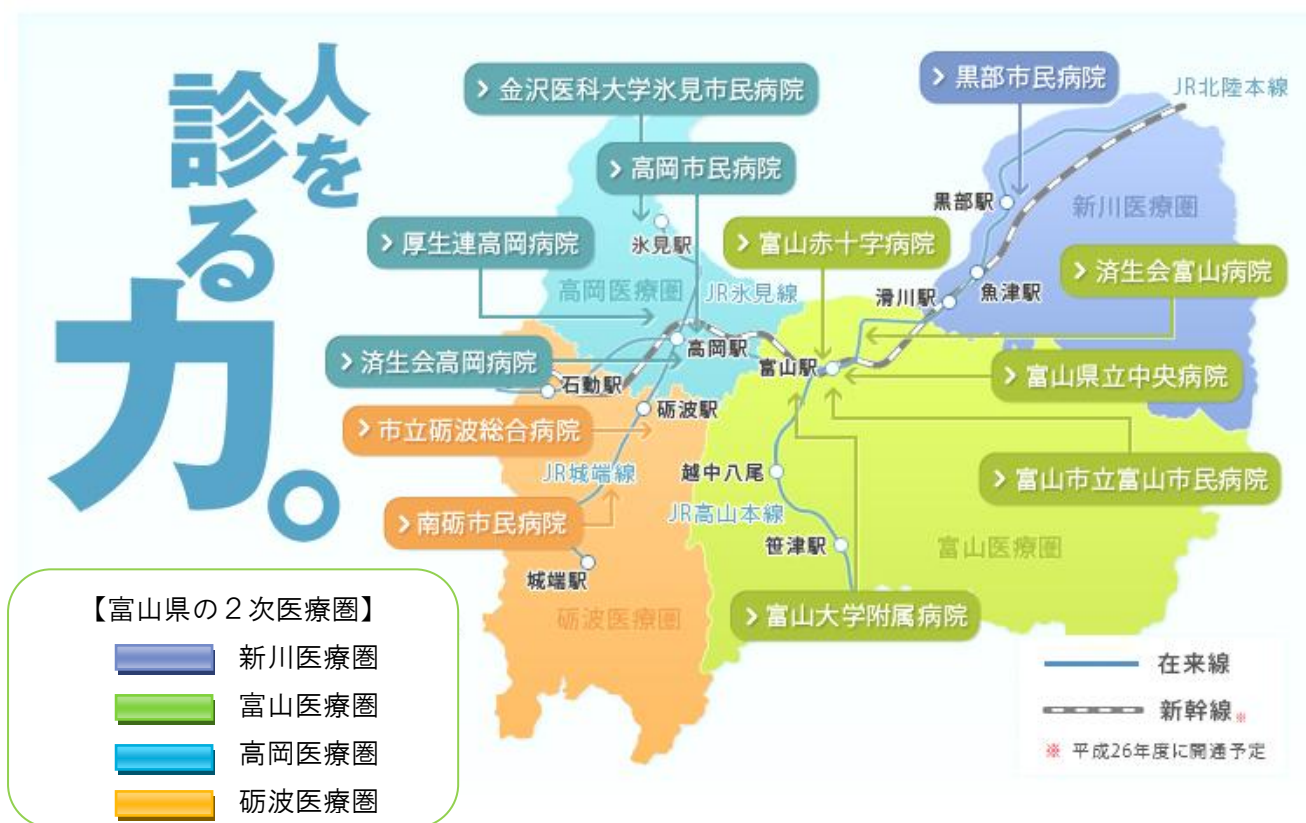 人を
診る
力。
金沢医科大学氷見市民病院
高岡市民病院
厚生連高岡病院
済生会高岡病院
市立砺波総合病院
南砺市民病院
黒部市民病院
富山赤十字病院
済生会富山病院
富山県立中央病院
富山市立富山市民病院
富山大学附属病院
JR北陸本線
黒部駅
新川医療圏
魚津駅
滑川駅
氷見駅
高岡医療圏
JR氷見線
高岡駅
富山駅
石動駅
砺波駅
JR城端線
越中八尾
JR高山本線
笹津駅
富山医療圏
城端駅
砺波医療圏
【富山県の2次医療圏】
新川医療圏
富山医療圏
高岡医療圏
砺波医療圏
在来線
新幹線※
※ 平成26年度に開通予定